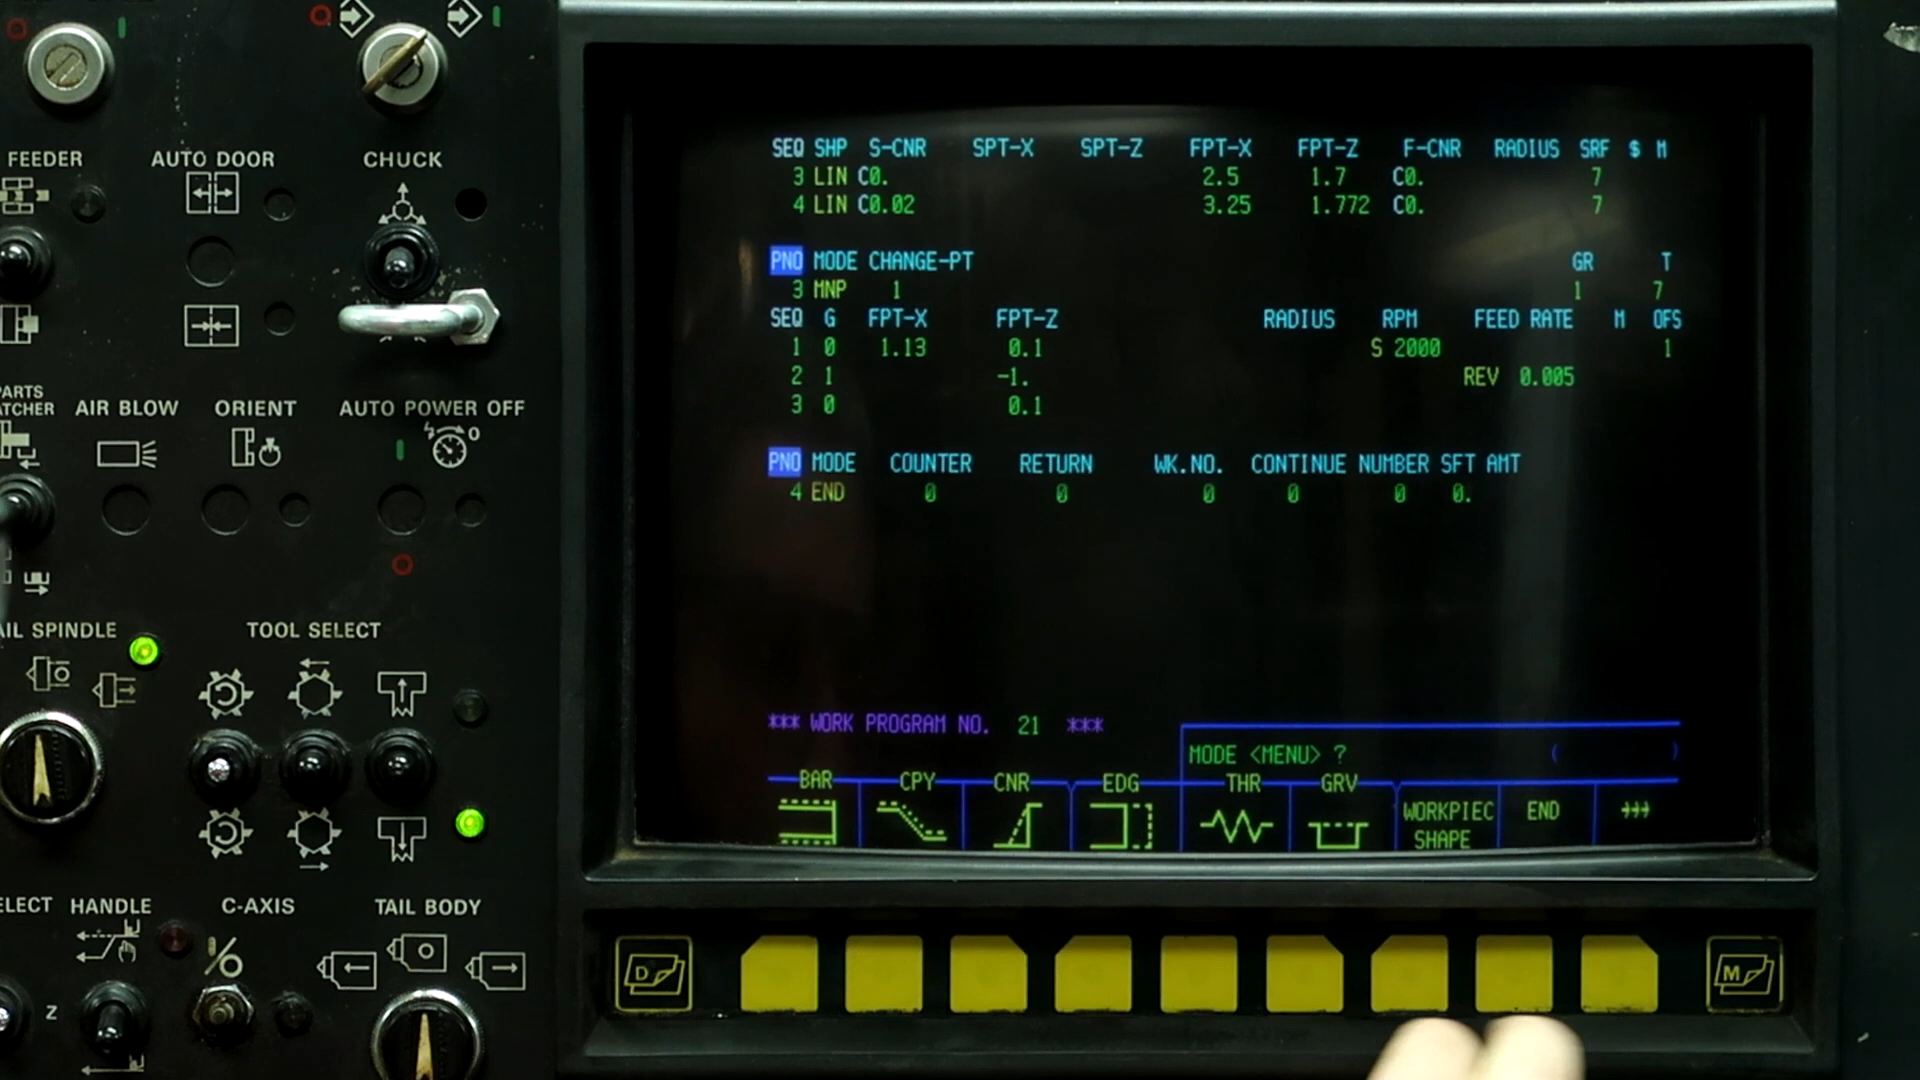 FEEDER AUTO DOOR CHUCK
PARTS
AIR BLOW ORIENT AUTO POWER OFF
SPINDLE TOOL SELECT
HANDLE C-AXIS TAIL BODY
Z
SEQ SHP S-CNR SPT-X SPT-Z FPT-X FPT-Z F-CNR RADIUS SRF $ M
3 LIN C0. 2.5 1.7 C0. 7
4 LIN C0.02 3.25 1.772 C0. 7
PNO MODE CHANGE-PT GR T
3 MNP 1 1 7
SEQ G FPT-X FPT-Z RADIUS RPM FEED RATE M OFS
1 0 1.13 0.1 S 2000 1
2 1 -1. REV 0.005
3 0 0.1
PNO MODE COUNTER RETURN WK.NO. CONTINUE NUMBER SFT AMT
4 END 0 0 0 0 0 0.
*** WORK PROGRAM NO. 21 ***
MODE <MENU> ? ( )
BAR CPY CNR EDG THR GRV WORKPIEC SHAPE END
D M